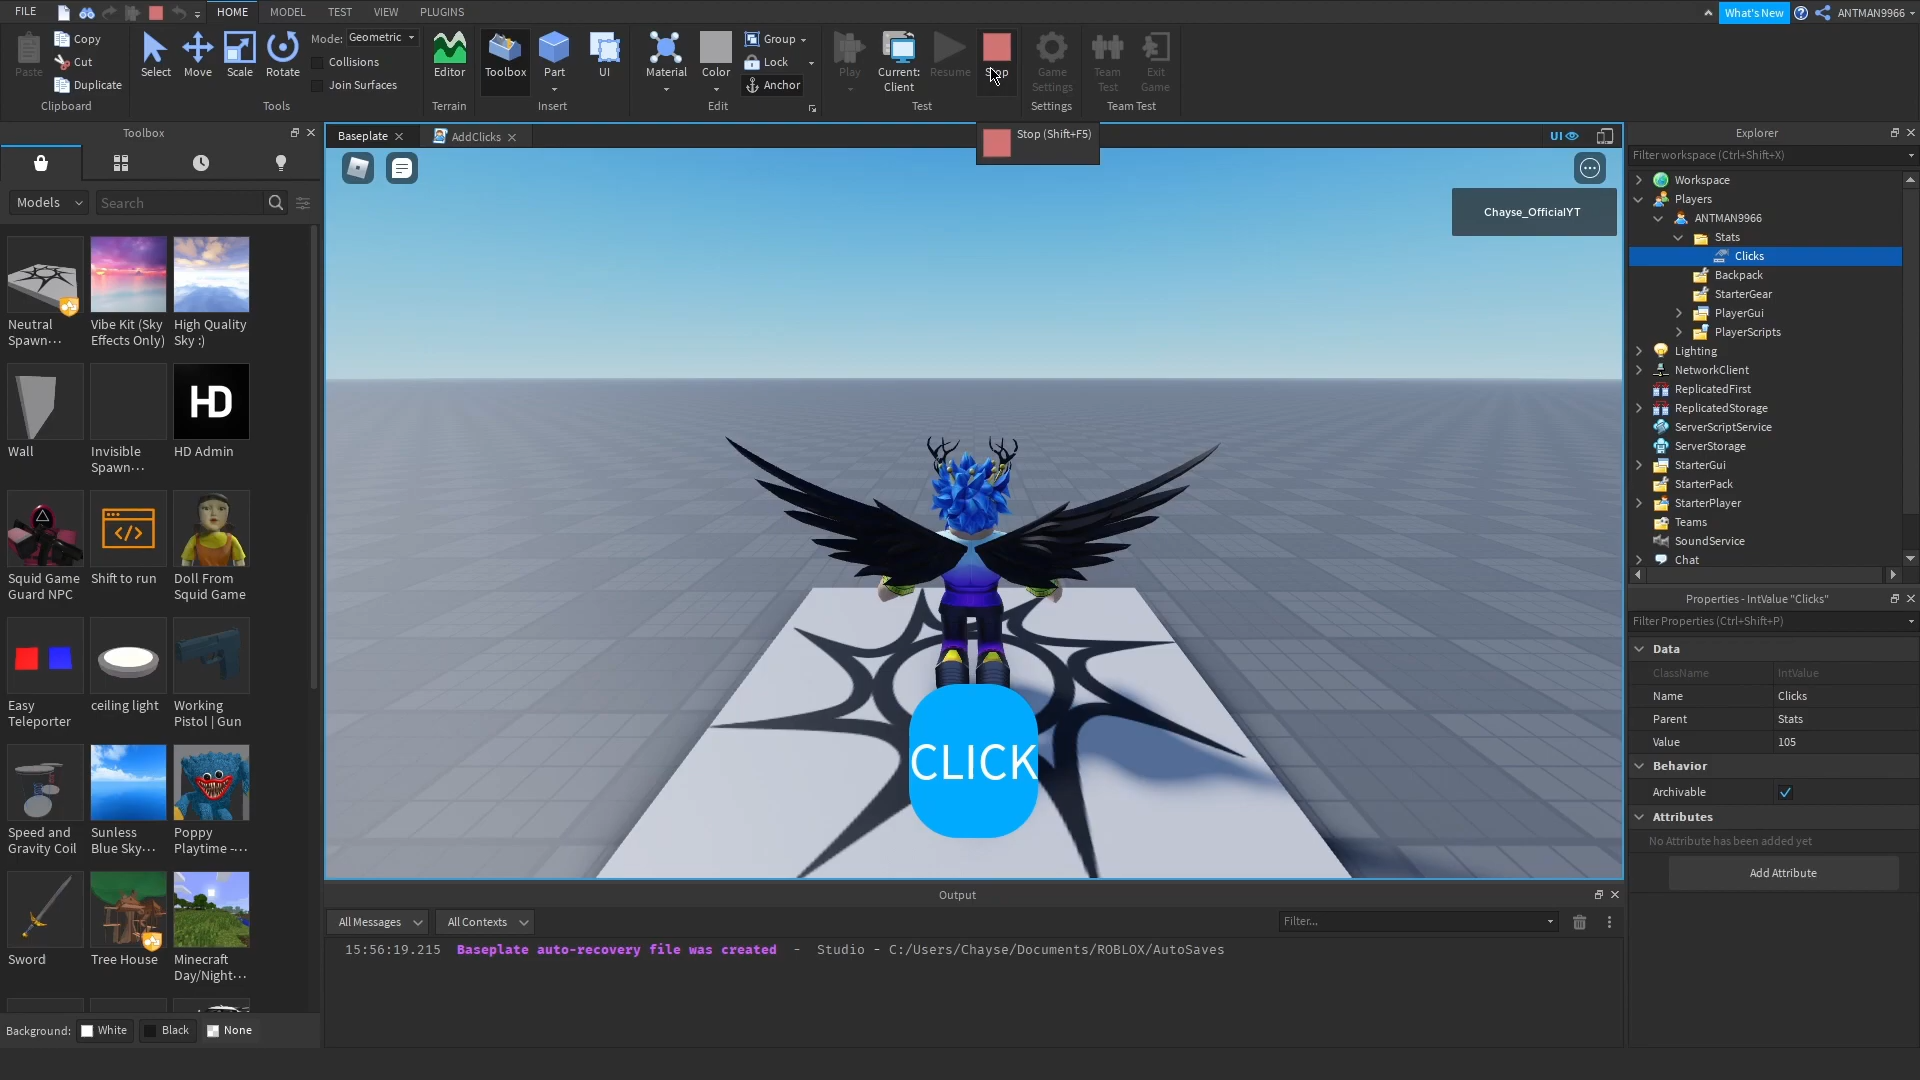 FILE
HOME
MODEL
TEST
VIEW
PLUGINS
What's New
ANTMAN9966
Paste
Copy
Cut
Duplicate
Clipboard
Select
Move
Scale
Rotate
Mode:
Geometric
Collisions
Join Surfaces
Tools
Editor
Terrain
Toolbox
Part
UI
Insert
Material
Color
Group
Lock
Anchor
Edit
Play
Current:
Client
Resume
Stop
Test
Game
Settings
Settings
Team
Test
Exit
Game
Team Test
Toolbox
Models
Search
Neutral
Spawn...
Vibe Kit (Sky
Effects Only)
High Quality
Sky :)
Wall
Invisible
Spawn...
HD
HD Admin
Squid Game
Guard NPC
Shift to run
Doll From
Squid Game
Easy
Teleporter
ceiling light
Working
Pistol | Gun
Speed and
Gravity Coil
Sunless
Blue Sky...
Poppy
Playtime -...
Sword
Tree House
Minecraft
Day/Night...
Background:
White
Black
None
Baseplate
AddClicks
Stop (Shift+F5)
UI
Chayse_OfficialYT
CLICK
Output
All Messages
All Contexts
Filter...
15:56:19.215 Baseplate auto-recovery file was created - Studio - C:/Users/Chayse/Documents/ROBLOX/AutoSaves
Explorer
Filter workspace (Ctrl+Shift+X)
Workspace
Players
ANTMAN9966
Stats
Clicks
Backpack
StarterGear
PlayerGui
PlayerScripts
Lighting
NetworkClient
ReplicatedFirst
ReplicatedStorage
ServerScriptService
ServerStorage
StarterGui
StarterPack
StarterPlayer
Teams
SoundService
Chat
Properties - IntValue "Clicks"
Filter Properties (Ctrl+Shift+P)
Data
ClassName IntValue
Name Clicks
Parent Stats
Value 105
Behavior
Archivable
Attributes
No Attribute has been added yet
Add Attribute